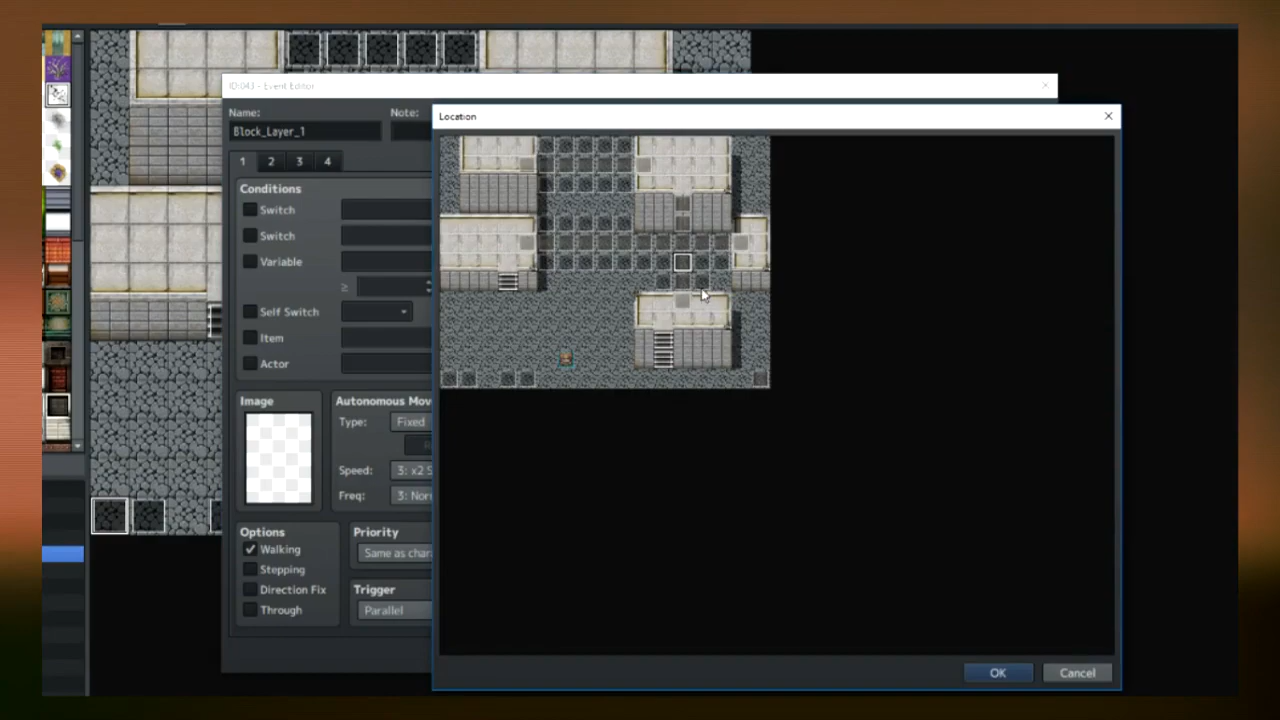 ID:043 - Event Editor
Location
Name:
Note:
Block_Layer_1
1 2 3 4
Conditions
Switch
Switch
Variable
≥
Self Switch
Item
Actor
Image
Autonomous Mov
Type:
Fixed
Speed:
3: x2 S
Freq:
3: Norr
Options
Priority
Walking
Same as char
Stepping
Direction Fix
Trigger
Through
Parallel
OK
Cancel